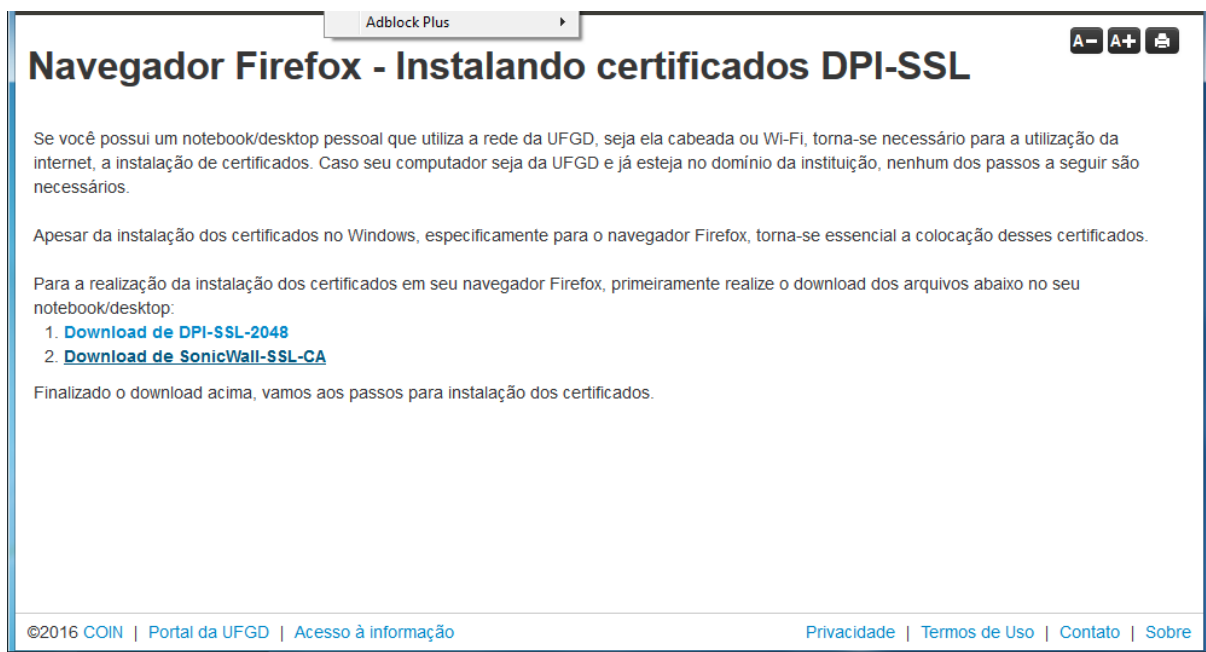 Adblock Plus
A- A+
Navegador Firefox - Instalando certificados DPI-SSL
Se você possui um notebook/desktop pessoal que utiliza a rede da UFGD, seja ela cabeada ou Wi-Fi, torna-se necessário para a utilização da
internet, a instalação de certificados. Caso seu computador seja da UFGD e já esteja no domínio da instituição, nenhum dos passos a seguir são
necessários.
Apesar da instalação dos certificados no Windows, especificamente para o navegador Firefox, torna-se essencial a colocação desses certificados.
Para a realização da instalação dos certificados em seu navegador Firefox, primeiramente realize o download dos arquivos abaixo no seu
notebook/desktop:
1. Download de DPI-SSL-2048
2. Download de SonicWall-SSL-CA
Finalizado o download acima, vamos aos passos para instalação dos certificados.
©2016 COIN | Portal da UFGD | Acesso à informação Privacidade | Termos de Uso | Contato | Sobre